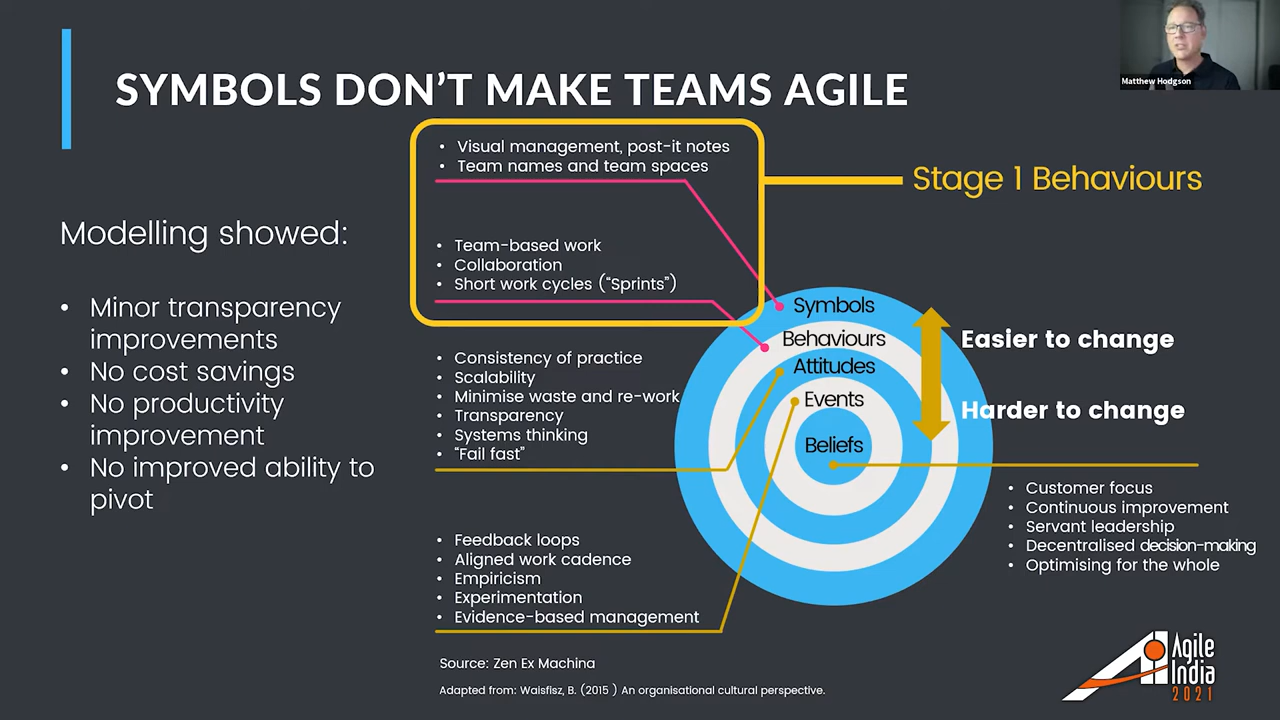 Matthew Hodgson
SYMBOLS DON'T MAKE TEAMS AGILE
• Visual management, post-it notes
• Team names and team spaces
Stage 1 Behaviours
Modelling showed:
• Minor transparency
improvements
• No cost savings
• No productivity
improvement
• No improved ability to
pivot
• Team-based work
• Collaboration
• Short work cycles (“Sprints”)
• Consistency of practice
• Scalability
• Minimise waste and re-work
• Transparency
• Systems thinking
• “Fail fast”
• Feedback loops
• Aligned work cadence
• Empiricism
• Experimentation
• Evidence-based management
Symbols
Behaviours
Attitudes
Events
Beliefs
Easier to change
Harder to change
• Customer focus
• Continuous improvement
• Servant leadership
• Decentralised decision-making
• Optimising for the whole
Source: Zen Ex Machina
Adapted from: Waisfisz, B. (2015 ) An organisational cultural perspective.
Agile
India
2021